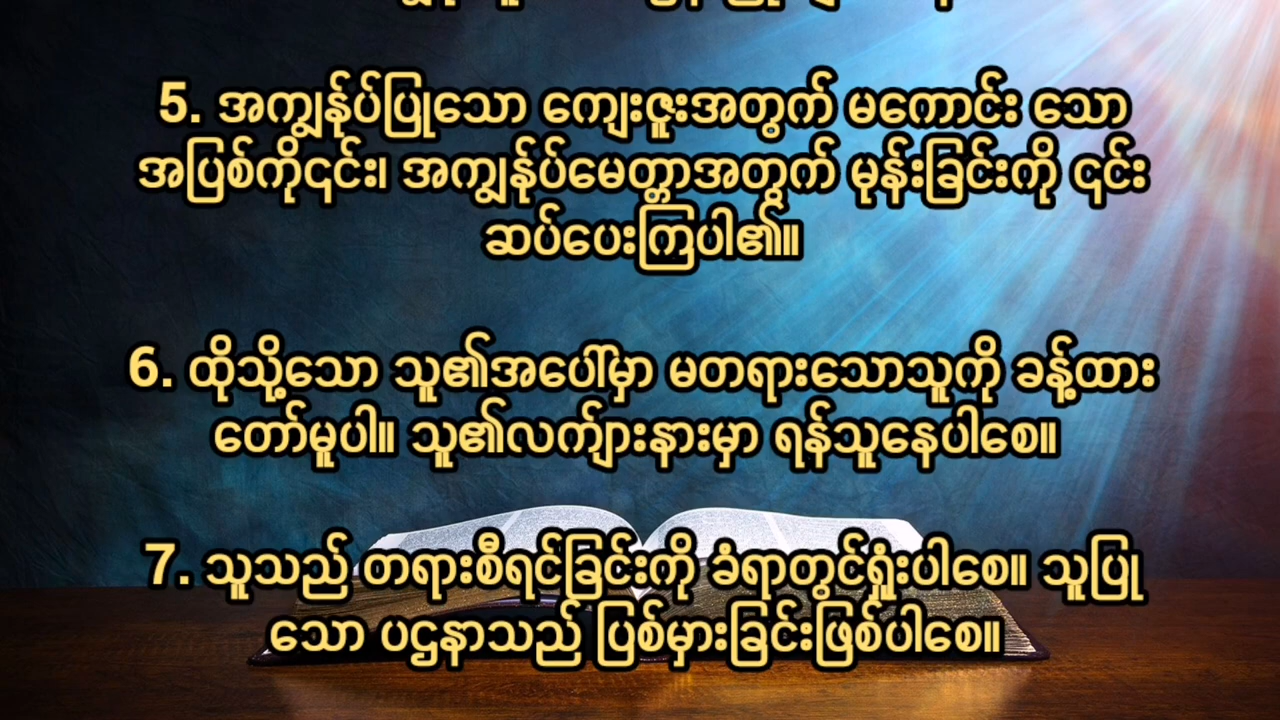 5. အကျွန်ုပ်ပြုသော ကျေးဇူးအတွက် မကောင်း သော
အပြစ်ကို၎င်း၊ အကျွန်ုပ်မေတ္တာအတွက် မုန်းခြင်းကို ၎င်း
ဆပ်ပေးကြပါ၏။
6. ထိုသို့သော သူ၏အပေါ်မှာ မတရားသောသူကို ခန့်ထား
တော်မူပါ။ သူ၏လက်ျားနားမှာ ရန်သူနေပါစေ။
7. သူသည် တရားစီရင်ခြင်းကို ခံရာတွင်ရှုံးပါစေ။ သူပြု
သော ပဌနာသည် ပြစ်မှားခြင်းဖြစ်ပါစေ။